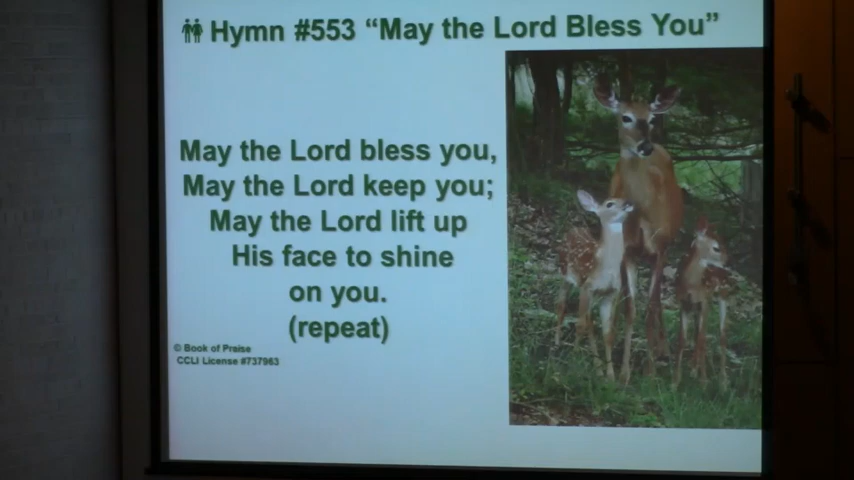 Hymn #553 “May the Lord Bless You”
May the Lord bless you,
May the Lord keep you;
May the Lord lift up
His face to shine
on you.
(repeat)
© Book of Praise
CCLI License #737963